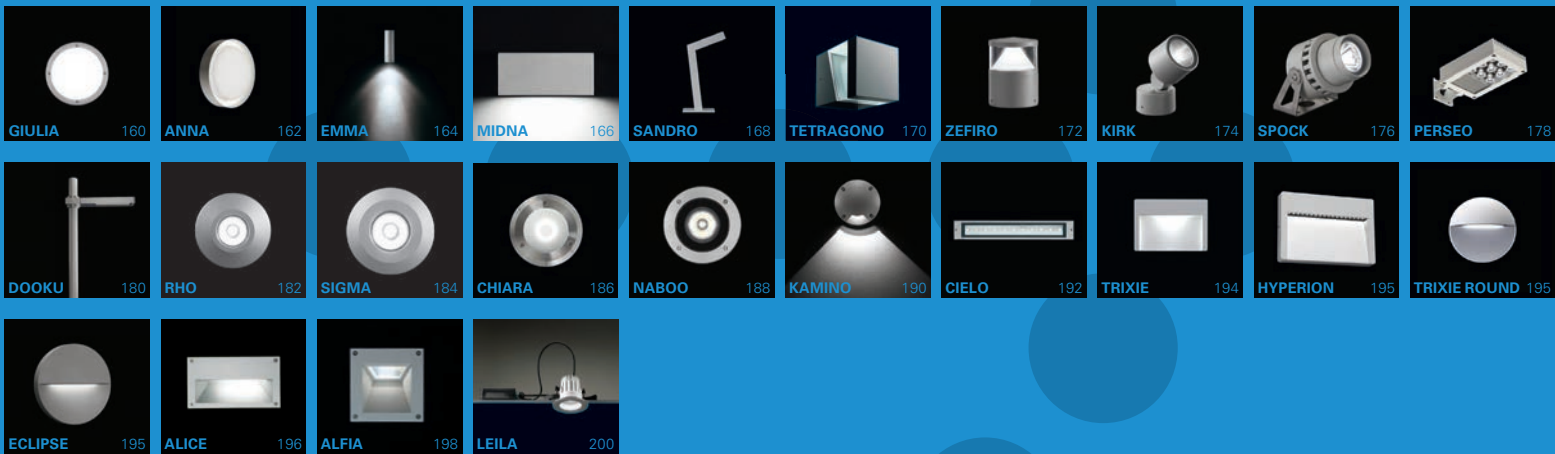 GIULIA 160
ANNA 162
EMMA 164
MIDNA 166
SANDRO 168
TETRAGONO 170
ZEFIRO 172
KIRK 174
SPOCK 176
PERSEO 178
DOOKU 180
RHO 182
SIGMA 184
CHIARA 186
NABOO 188
KAMINO 190
CIELO 192
TRIXIE 194
HYPERION 195
TRIXIE ROUND 195
ECLIPSE 195
ALICE 196
ALFIA 198
LEILA 200